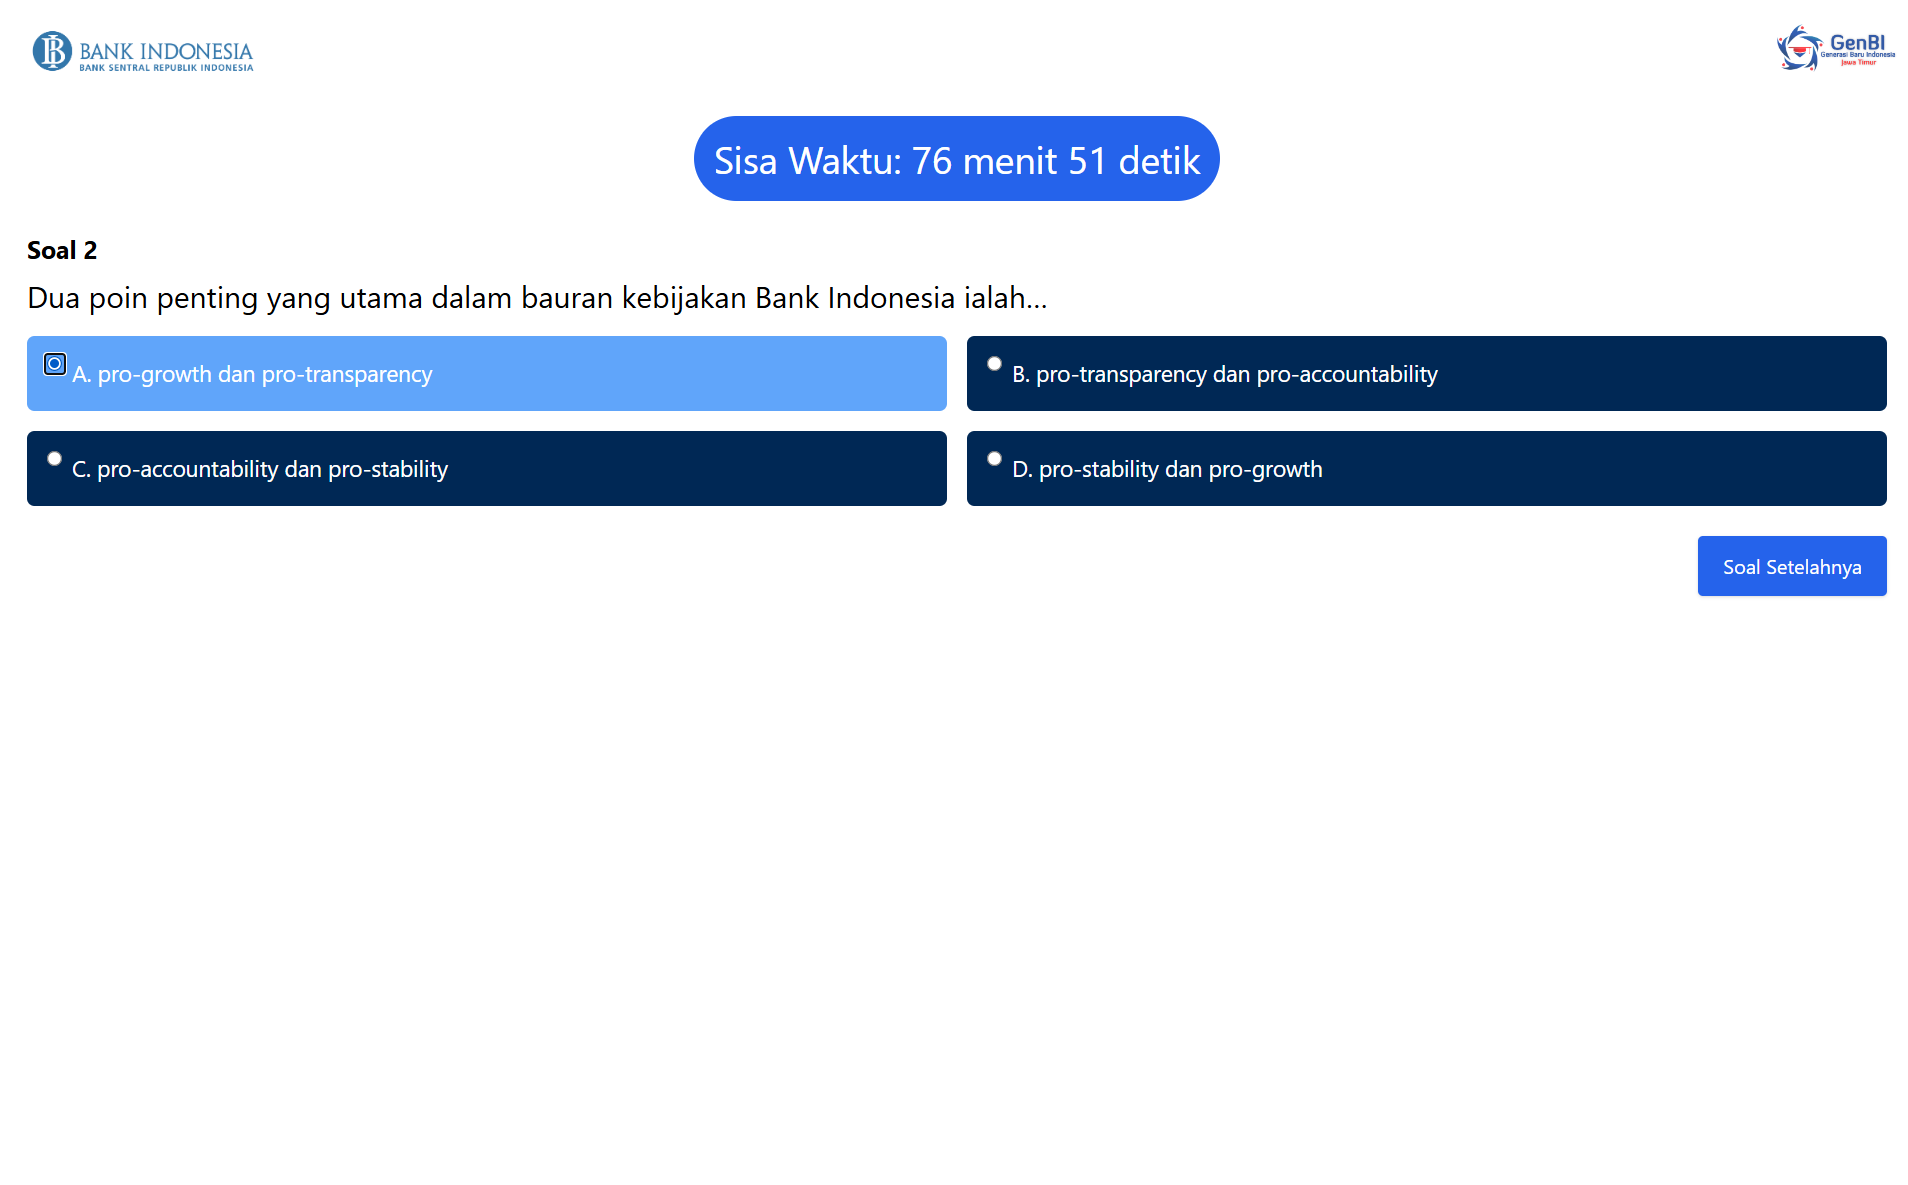 BANK INDONESIA
BANK SENTRAL REPUBLIK INDONESIA
GenBI
Generasi Baru Indonesia
Jawa Timur
Sisa Waktu: 76 menit 51 detik
Soal 2
Dua poin penting yang utama dalam bauran kebijakan Bank Indonesia ialah...
A. pro-growth dan pro-transparency
B. pro-transparency dan pro-accountability
C. pro-accountability dan pro-stability
D. pro-stability dan pro-growth
Soal Setelahnya